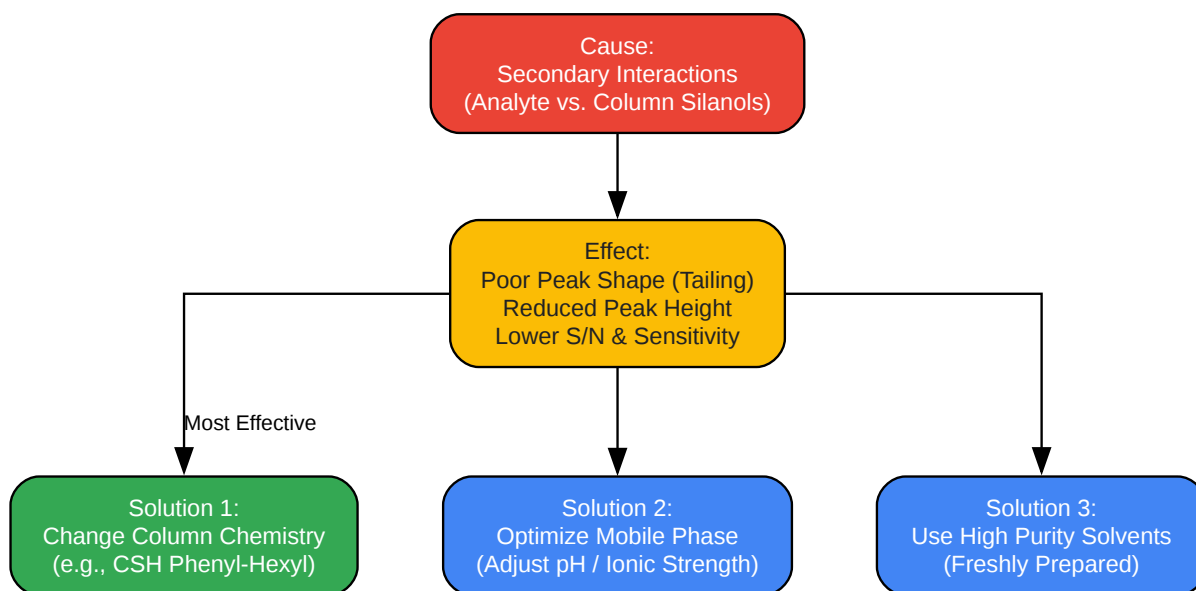 Cause:
Secondary Interactions
(Analyte vs. Column Silanols)
Effect:
Poor Peak Shape (Tailing)
Reduced Peak Height
Lower S/N & Sensitivity
Most Effective
Solution 1:
Change Column Chemistry
(e.g., CSH Phenyl-Hexyl)
Solution 2:
Optimize Mobile Phase
(Adjust pH / Ionic Strength)
Solution 3:
Use High Purity Solvents
(Freshly Prepared)